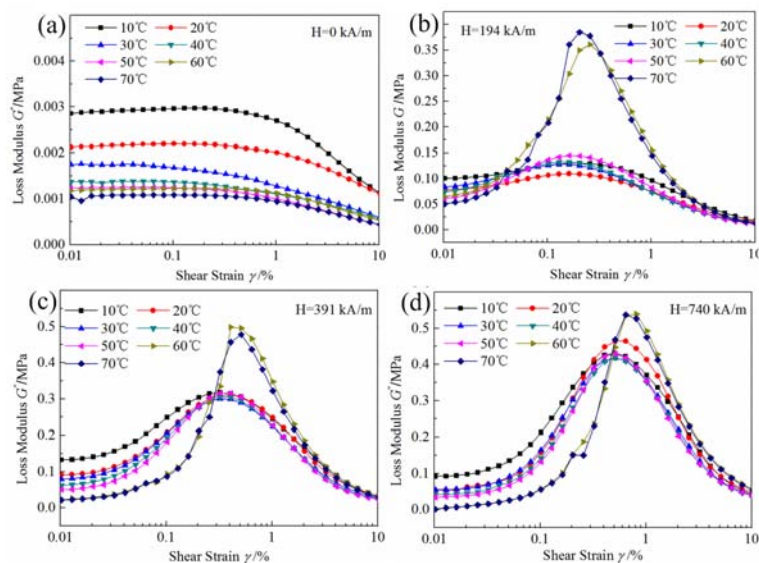 (a)
H=0 kA/m
10℃ 20℃
30℃ 40℃
50℃ 60℃
70℃
Loss Modulus G″/MPa
0.005
0.004
0.003
0.002
0.001
0.000
0.01 0.1 1 10
Shear Strain γ/%
(b)
H=194 kA/m
10℃ 20℃
30℃ 40℃
50℃ 60℃
70℃
Loss Modulus G″/MPa
0.40
0.35
0.30
0.25
0.20
0.15
0.10
0.05
0.00
0.01 0.1 1 10
Shear Strain γ/%
(c)
H=391 kA/m
10℃ 20℃
30℃ 40℃
50℃ 60℃
70℃
Loss Modulus G″/MPa
0.5
0.4
0.3
0.2
0.1
0.0
0.01 0.1 1 10
Shear Strain γ/%
(d)
H=740 kA/m
10℃ 20℃
30℃ 40℃
50℃ 60℃
70℃
Loss Modulus G″/MPa
0.5
0.4
0.3
0.2
0.1
0.0
0.01 0.1 1 10
Shear Strain γ/%